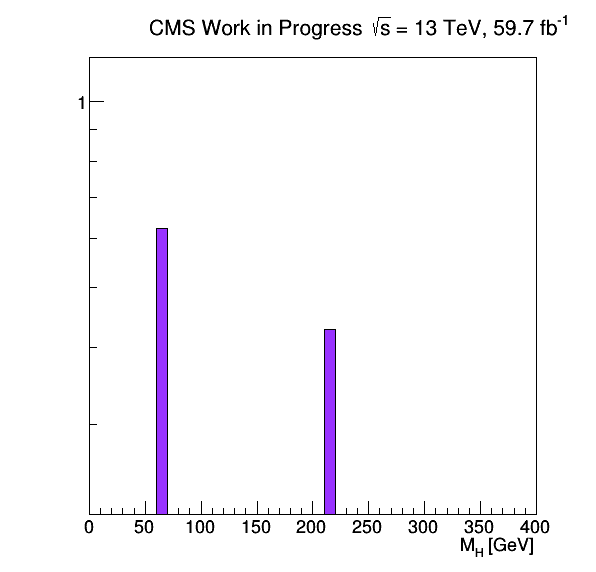 CMS Work in Progress √s = 13 TeV, 59.7 fb⁻¹
1
0 50 100 150 200 250 300 350 400
M_H [GeV]